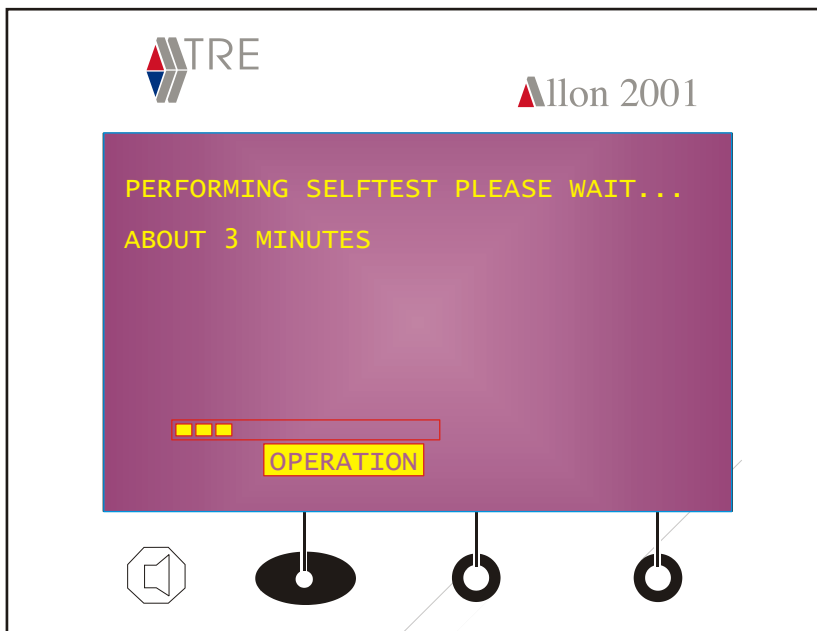 TRE
Allon 2001
PERFORMING SELFTEST PLEASE WAIT...
ABOUT 3 MINUTES
OPERATION